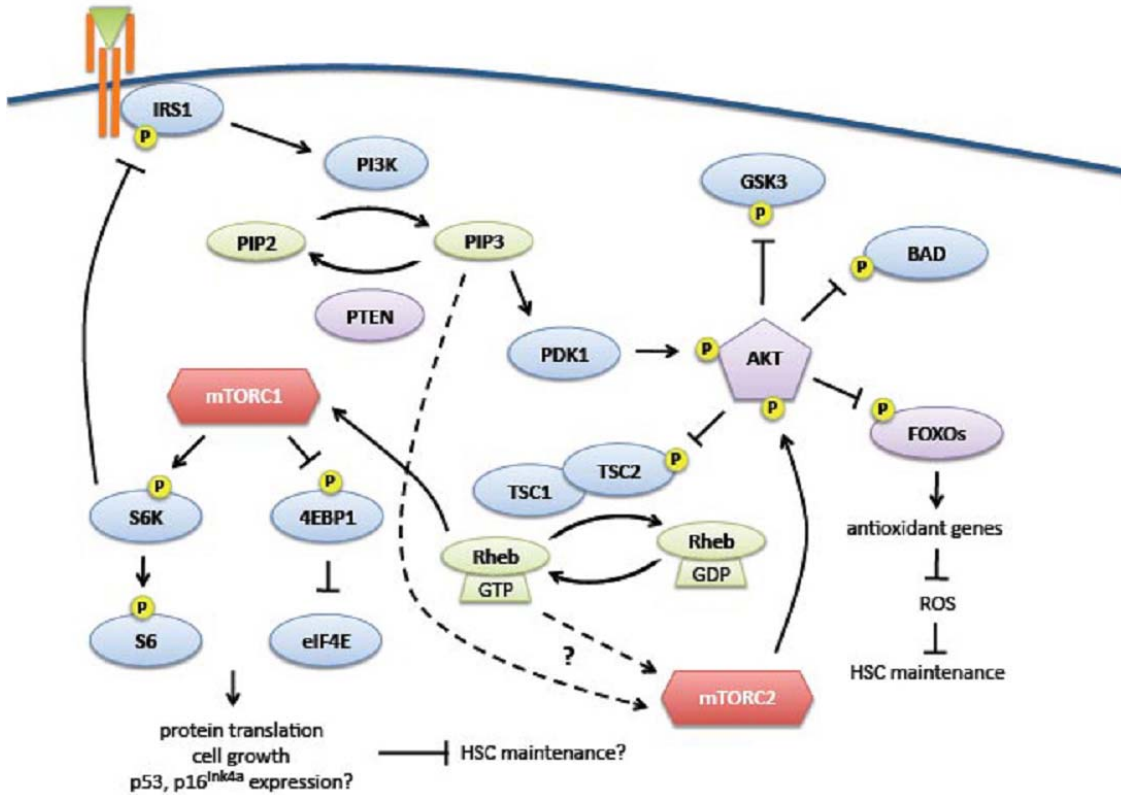 IRS1
P
PI3K
GSK3
P
PIP2
PIP3
BAD
P
PTEN
PDK1
P
AKT
P
mTORC1
P
FOXOs
TSC1
TSC2
P
P
S6K
P
4EBP1
antioxidant genes
Rheb
GTP
Rheb
GDP
ROS
P
S6
eIF4E
?
HSC maintenance
mTORC2
protein translation
cell growth
p53, p16Ink4a expression?
HSC maintenance?